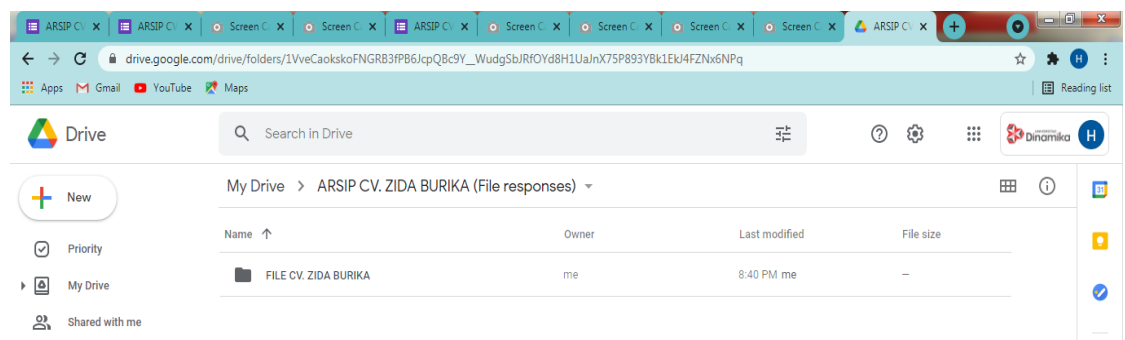 ARSIP CV
ARSIP CV
Screen C
Screen C
ARSIP CV
Screen C
Screen C
Screen C
ARSIP CV
drive.google.com/drive/folders/1VveCaokskoFNGRB3fPB6JcpQBc9Y__WudgSbJRfOYd8H1UaJnX75P893YBk1EkJ4FZNx6NPq
H
Apps
Gmail
YouTube
Maps
Reading list
Drive
Search in Drive
Dinamika
H
New
My Drive > ARSIP CV. ZIDA BURIKA (File responses)
31
Name
Owner
Last modified
File size
Priority
FILE CV. ZIDA BURIKA
me
8:40 PM me
–
My Drive
Shared with me